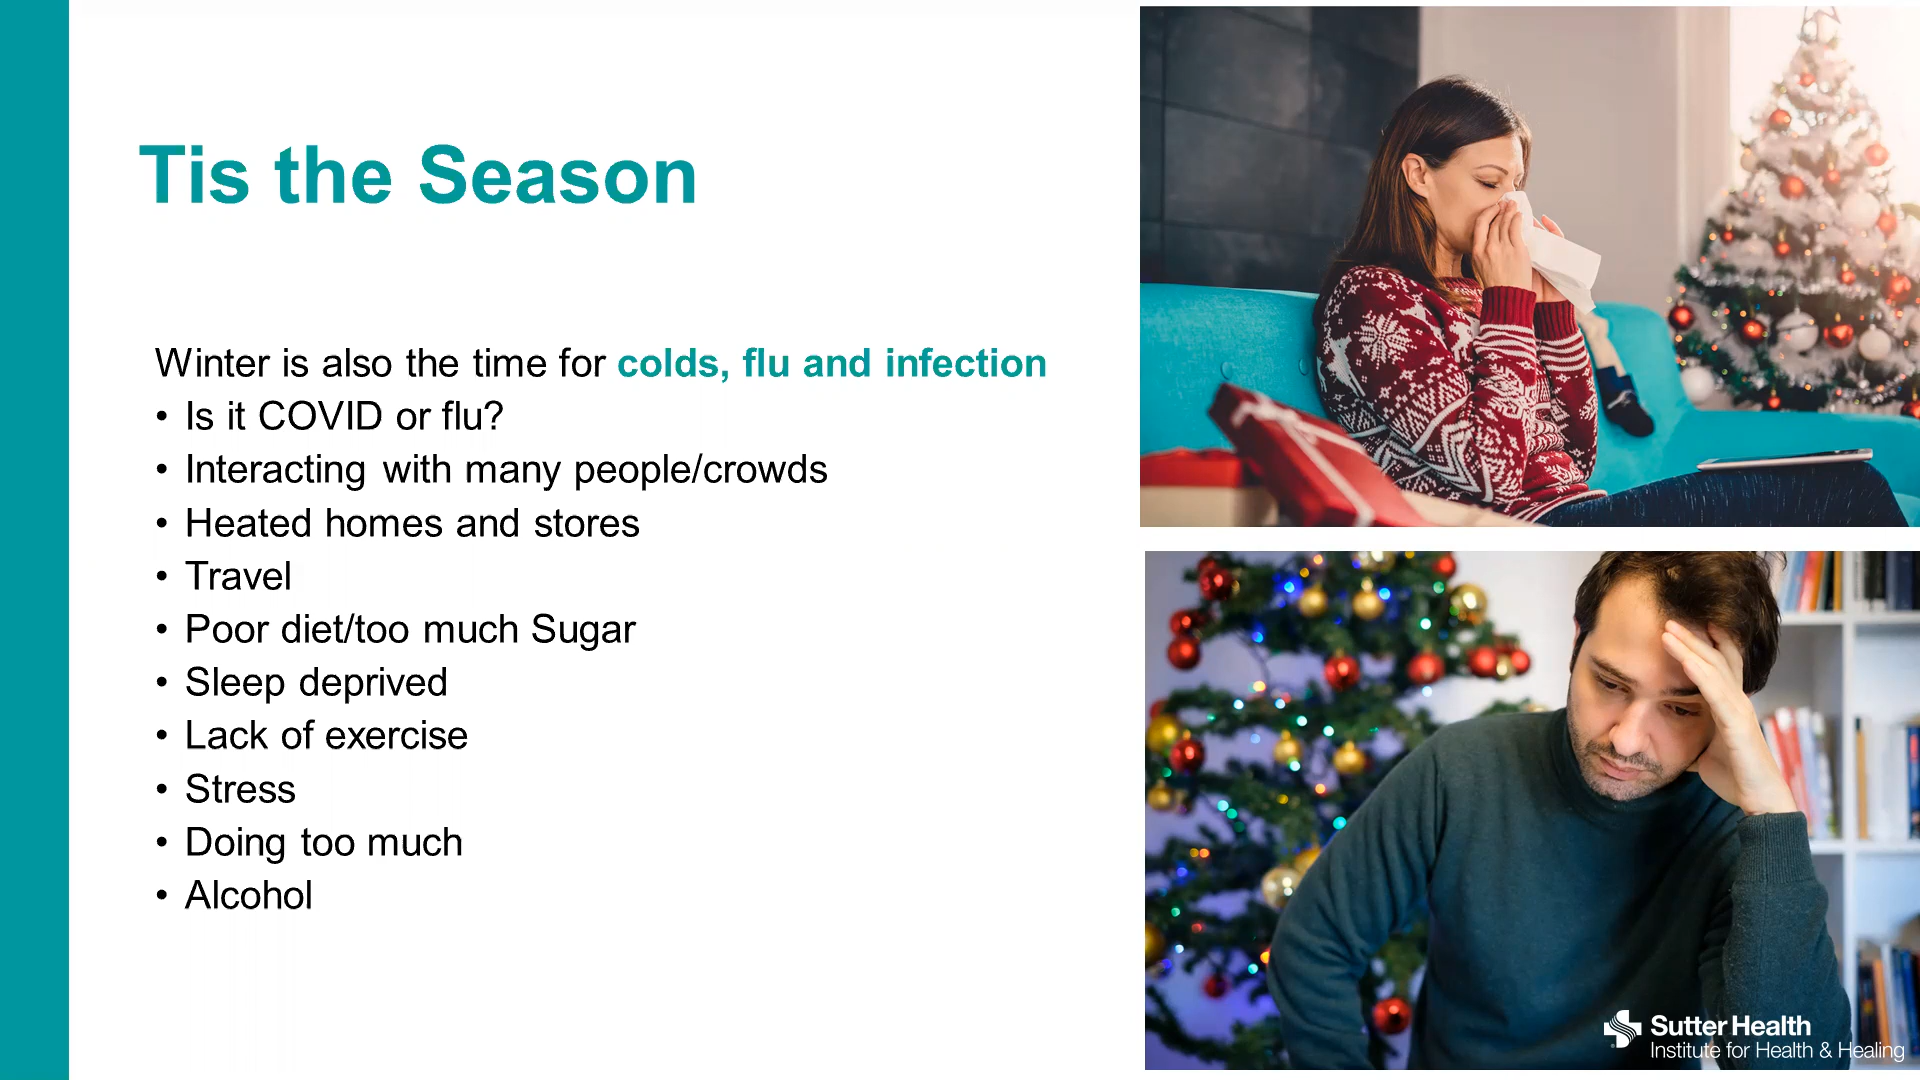 Tis the Season
Winter is also the time for colds, flu and infection
• Is it COVID or flu?
• Interacting with many people/crowds
• Heated homes and stores
• Travel
• Poor diet/too much Sugar
• Sleep deprived
• Lack of exercise
• Stress
• Doing too much
• Alcohol
Sutter Health
Institute for Health & Healing